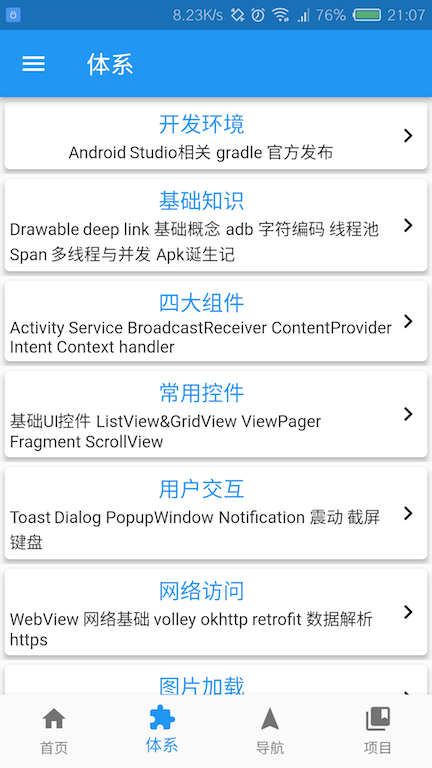 8.23K/s 76% 21:07
体系
开发环境
Android Studio相关 gradle 官方发布
基础知识
Drawable deep link 基础概念 adb 字符编码 线程池
Span 多线程与并发 Apk诞生记
四大组件
Activity Service BroadcastReceiver ContentProvider
Intent Context handler
常用控件
基础UI控件 ListView&GridView ViewPager
Fragment ScrollView
用户交互
Toast Dialog PopupWindow Notification 震动 截屏
键盘
网络访问
WebView 网络基础 volley okhttp retrofit 数据解析
https
图片加载
首页 体系 导航 项目